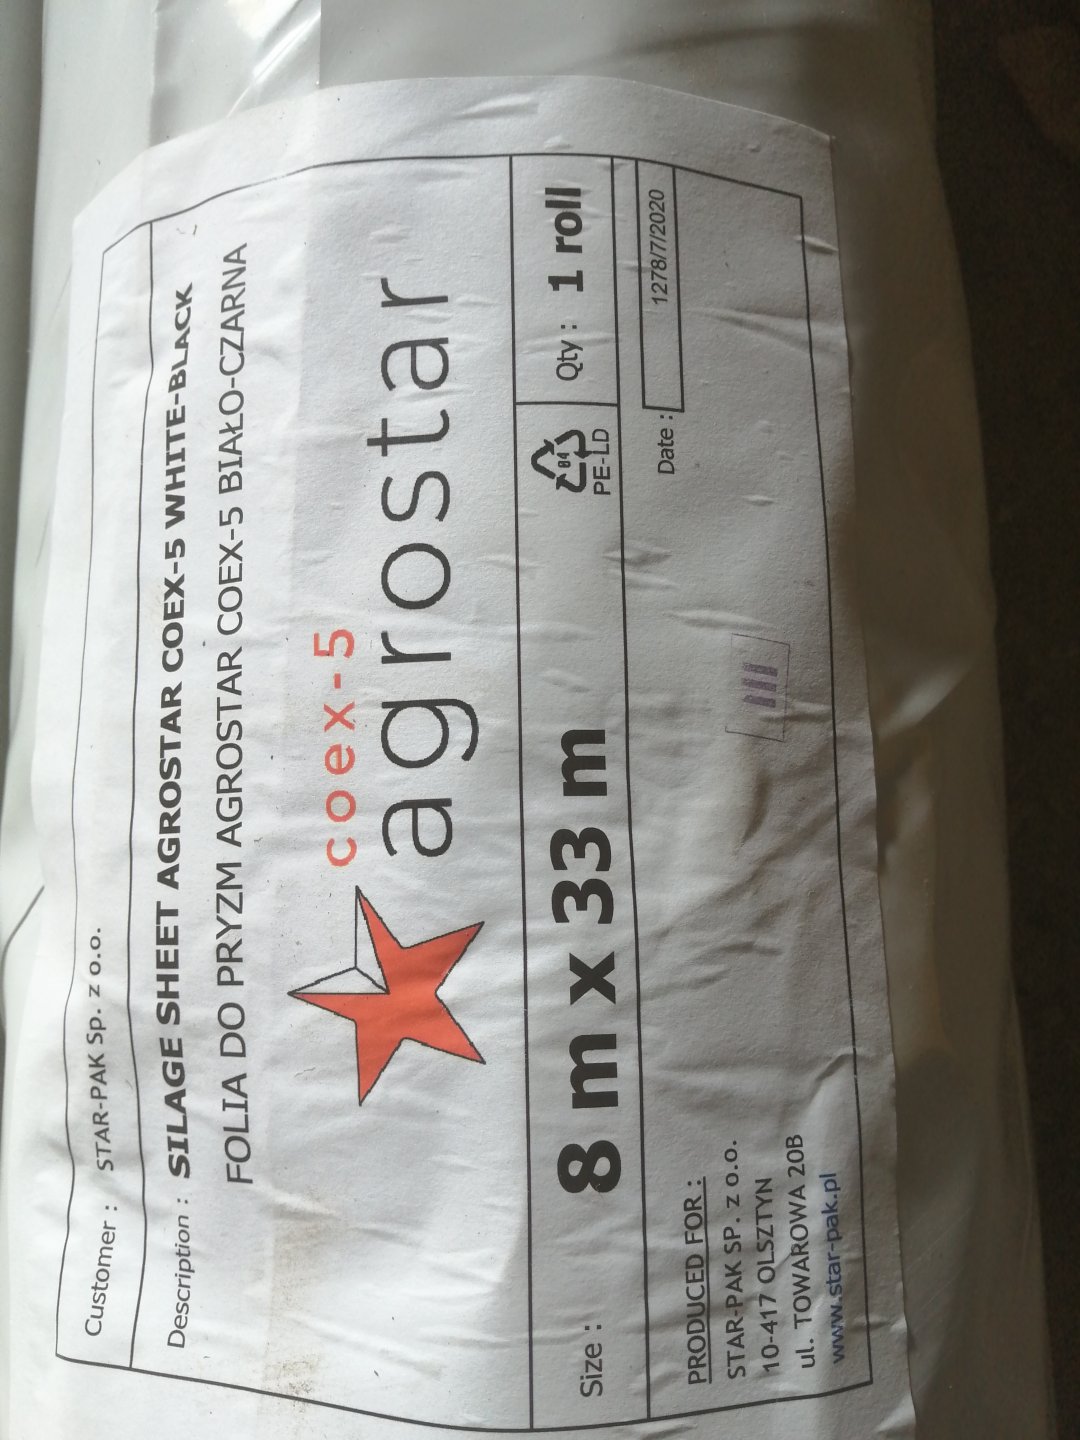 Customer : STAR-PAK Sp. z o.o.
Description : SILAGE SHEET AGROSTAR COEX-5 WHITE-BLACK
FOLIA DO PRYZM AGROSTAR COEX-5 BIAŁO-CZARNA
coex-5
agrostar
Size : 8 m x 33 m
04
PE-LD
Qty : 1 roll
Date : 1278/7/2020
PRODUCED FOR :
STAR-PAK SP. z o.o.
10-417 OLSZTYN
ul. TOWAROWA 20B
www.star-pak.pl
III